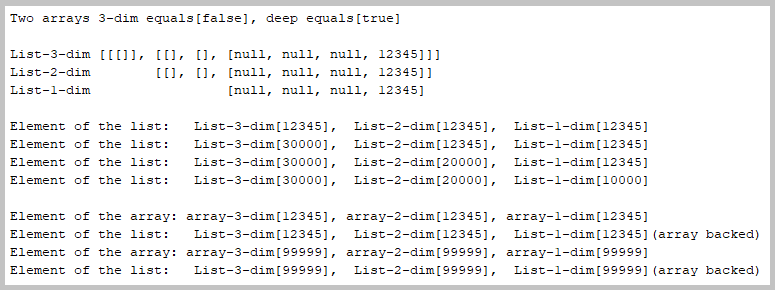 Two arrays 3-dim equals[false], deep equals[true]
List-3-dim [[[]], [[], [], [null, null, null, 12345]]]
List-2-dim [[], [], [null, null, null, 12345]]
List-1-dim [null, null, null, 12345]
Element of the list: List-3-dim[12345], List-2-dim[12345], List-1-dim[12345]
Element of the list: List-3-dim[30000], List-2-dim[12345], List-1-dim[12345]
Element of the list: List-3-dim[30000], List-2-dim[20000], List-1-dim[12345]
Element of the list: List-3-dim[30000], List-2-dim[20000], List-1-dim[10000]
Element of the array: array-3-dim[12345], array-2-dim[12345], array-1-dim[12345]
Element of the list: List-3-dim[12345], List-2-dim[12345], List-1-dim[12345](array backed)
Element of the array: array-3-dim[99999], array-2-dim[99999], array-1-dim[99999]
Element of the list: List-3-dim[99999], List-2-dim[99999], List-1-dim[99999](array backed)